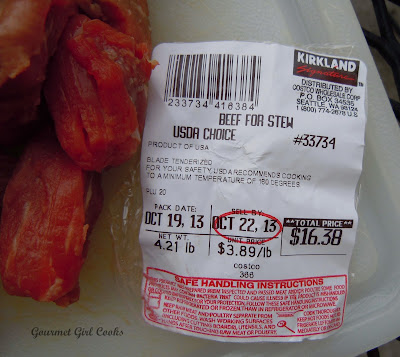 KIRKLAND
Signature
DISTRIBUTED BY
COSTCO WHOLESALE CORP
P.O. BOX 34535
SEATTLE, WA 98124
1 (800) 774-2678 U.S.
233734 416384
BEEF FOR STEW
USDA CHOICE
#33734
PRODUCT OF USA
BLADE TENDERIZED
FOR YOUR SAFETY, USDA RECOMMENDS COOKING
TO A MINIMUM TEMPERATURE OF 160 DEGREES
PLU 20
PACK DATE: SELL BY:
OCT 19, 13 OCT 22, 13 **TOTAL PRICE**
NET WEIGHT UNIT PRICE $16.38
4.21 lb $3.89/lb
COSTCO
386
SAFE HANDLING INSTRUCTIONS
Gourmet Girl Cooks